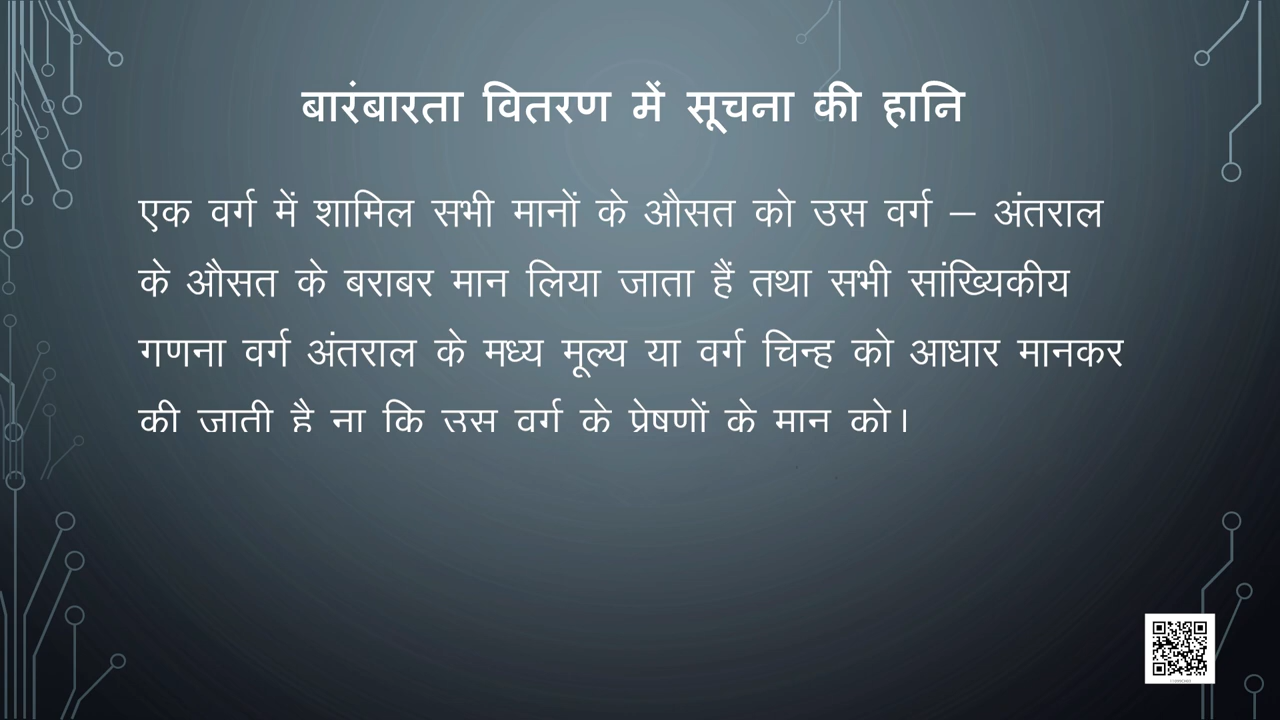 बारंबारता वितरण में सूचना की हानि
एक वर्ग में शामिल सभी मानों के औसत को उस वर्ग – अंतराल
के औसत के बराबर मान लिया जाता हैं तथा सभी सांख्यिकीय
गणना वर्ग अंतराल के मध्य मूल्य या वर्ग चिन्ह को आधार मानकर
की जाती है ना कि उस वर्ग के प्रेषणों के मान को।